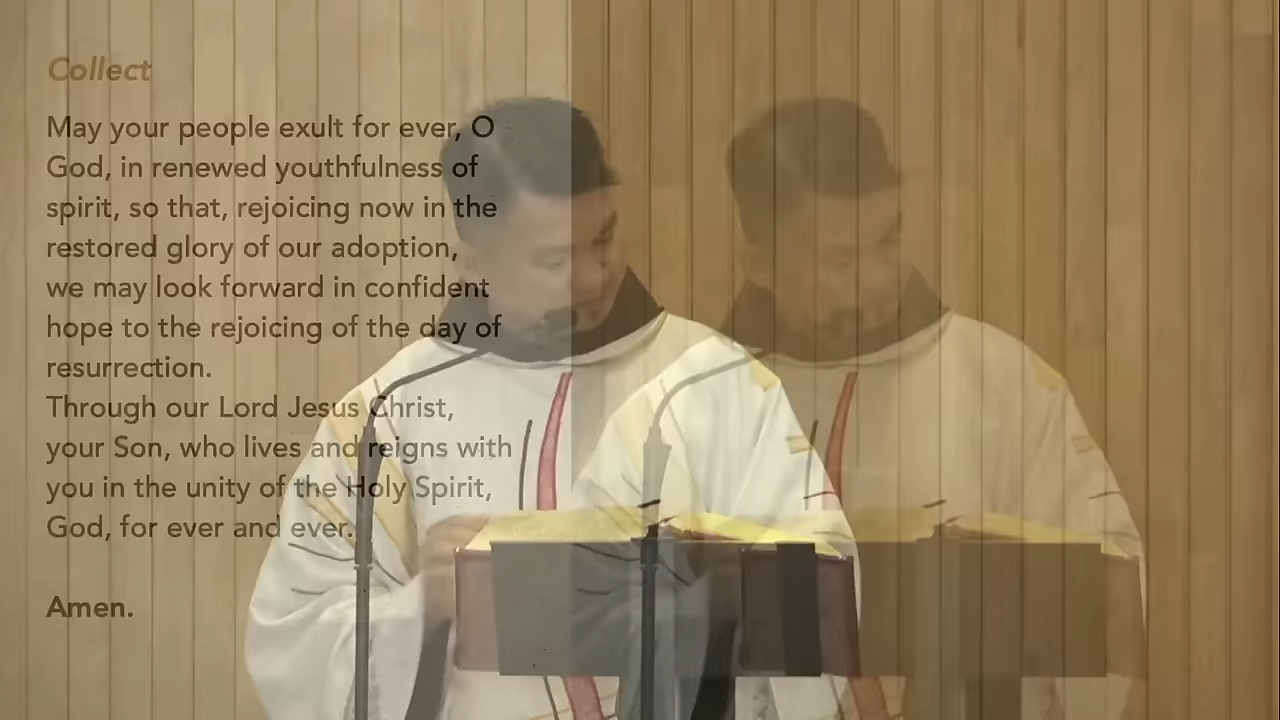 Collect
May your people exult for ever, O
God, in renewed youthfulness of
spirit, so that, rejoicing now in the
restored glory of our adoption,
we may look forward in confident
hope to the rejoicing of the day of
resurrection.
Through our Lord Jesus Christ,
your Son, who lives and reigns with
you in the unity of the Holy Spirit,
God, for ever and ever.
Amen.